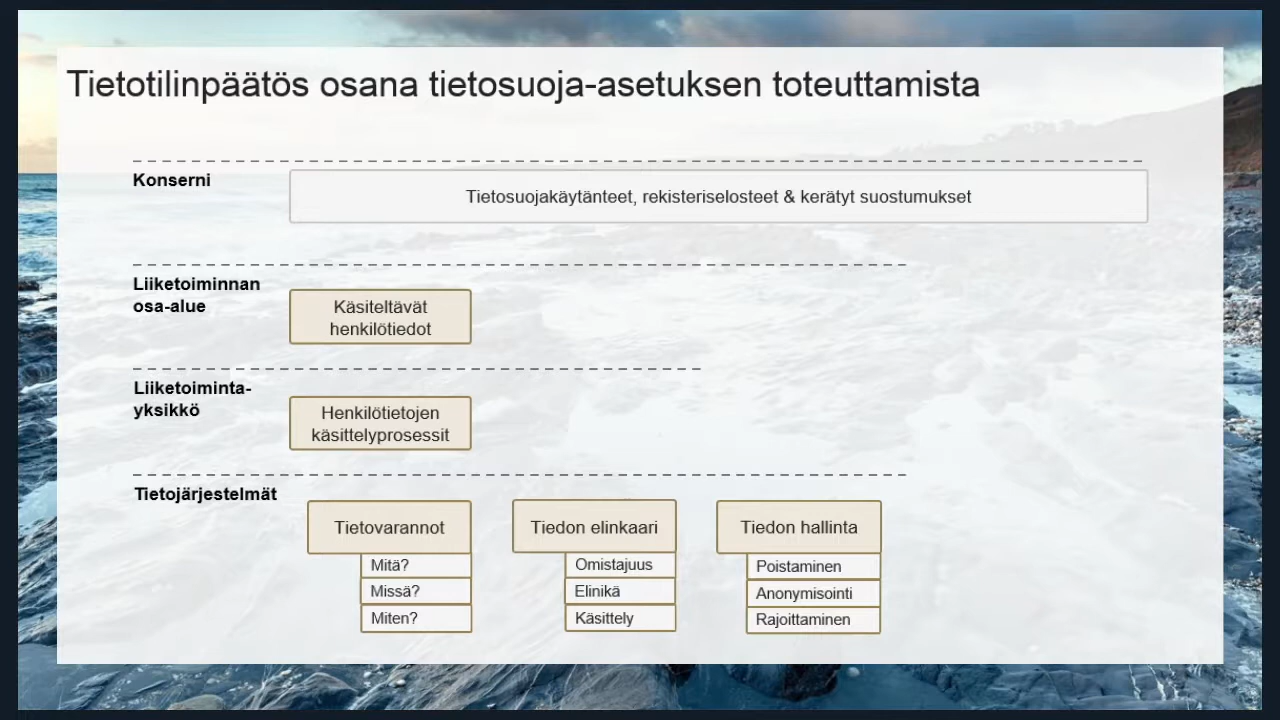 Tietotilinpäätös osana tietosuoja-asetuksen toteuttamista
Konserni
Tietosuojakäytänteet, rekisteriselosteet & kerätyt suostumukset
Liiketoiminnan
osa-alue
Käsiteltävät
henkilötiedot
Liiketoiminta-
yksikkö
Henkilötietojen
käsittelyprosessit
Tietojärjestelmät
Tietovarannot
Mitä?
Missä?
Miten?
Tiedon elinkaari
Omistajuus
Elinikä
Käsittely
Tiedon hallinta
Poistaminen
Anonymisointi
Rajoittaminen